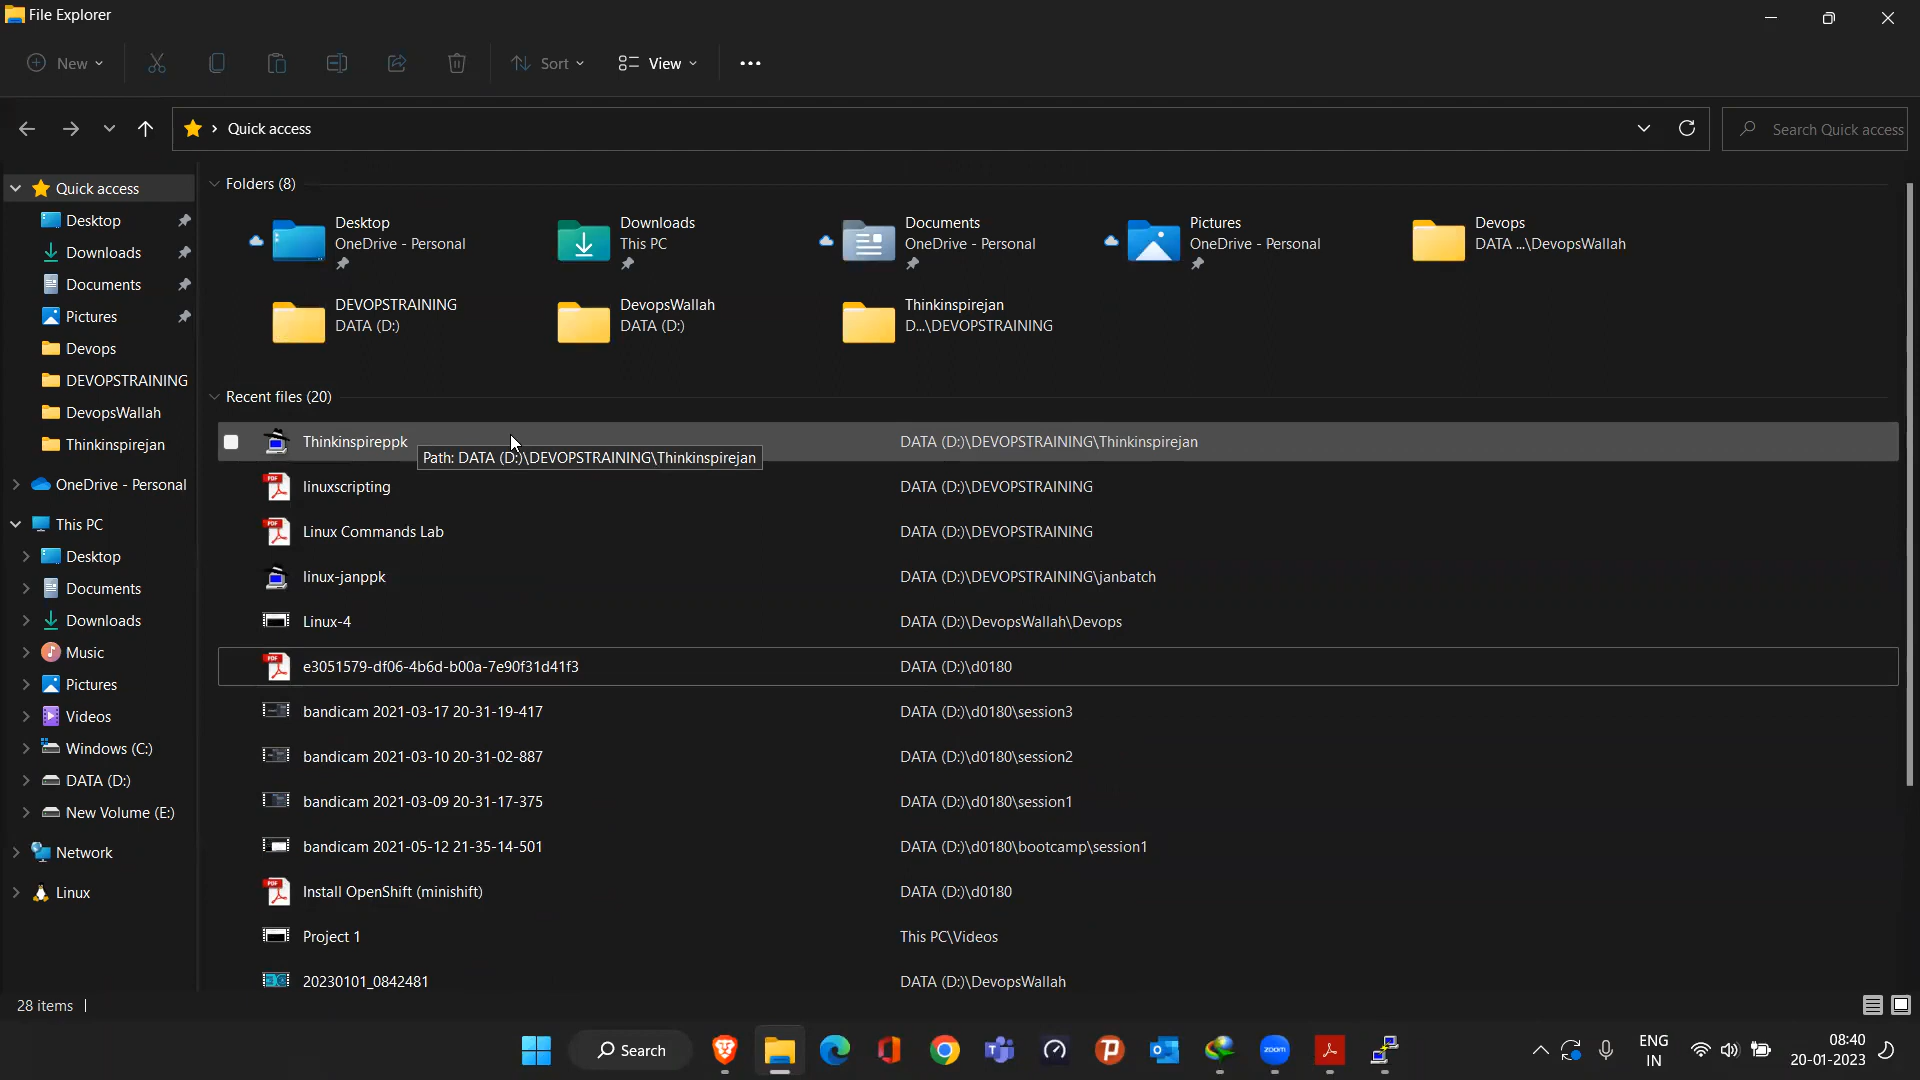 File Explorer
New
Sort
View
Quick access
Search Quick access
Quick access
Desktop
Downloads
Documents
Pictures
Devops
DEVOPSTRAINING
DevopsWallah
Thinkinspirejan
OneDrive - Personal
This PC
Desktop
Documents
Downloads
Music
Pictures
Videos
Windows (C:)
DATA (D:)
New Volume (E:)
Network
Linux
Folders (8)
Desktop
OneDrive - Personal
Downloads
This PC
Documents
OneDrive - Personal
Pictures
OneDrive - Personal
Devops
DATA ...\DevopsWallah
DEVOPSTRAINING
DATA (D:)
DevopsWallah
DATA (D:)
Thinkinspirejan
D...\DEVOPSTRAINING
Recent files (20)
Thinkinspireppk DATA (D:)\DEVOPSTRAINING\Thinkinspirejan
Path: DATA (D:)\DEVOPSTRAINING\Thinkinspirejan
linuxscripting DATA (D:)\DEVOPSTRAINING
Linux Commands Lab DATA (D:)\DEVOPSTRAINING
linux-janppk DATA (D:)\DEVOPSTRAINING\janbatch
Linux-4 DATA (D:)\DevopsWallah\Devops
e3051579-df06-4b6d-b00a-7e90f31d41f3 DATA (D:)\d0180
bandicam 2021-03-17 20-31-19-417 DATA (D:)\d0180\session3
bandicam 2021-03-10 20-31-02-887 DATA (D:)\d0180\session2
bandicam 2021-03-09 20-31-17-375 DATA (D:)\d0180\session1
bandicam 2021-05-12 21-35-14-501 DATA (D:)\d0180\bootcamp\session1
Install OpenShift (minishift) DATA (D:)\d0180
Project 1 This PC\Videos
20230101_0842481 DATA (D:)\DevopsWallah
28 items
Search
zoom
ENG
IN
08:40
20-01-2023